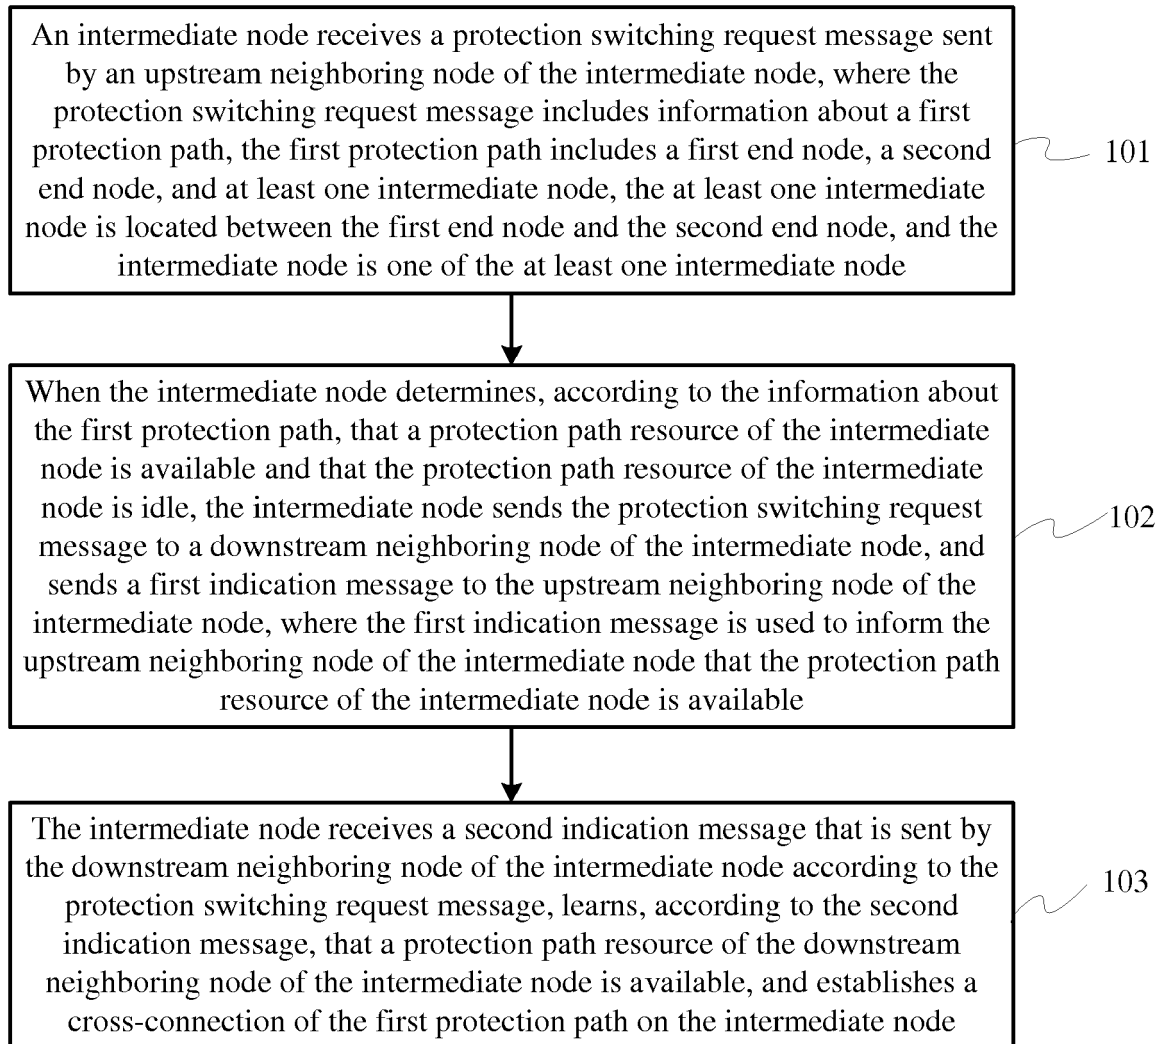 An intermediate node receives a protection switching request message sent
by an upstream neighboring node of the intermediate node, where the
protection switching request message includes information about a first
protection path, the first protection path includes a first end node, a second
end node, and at least one intermediate node, the at least one intermediate
node is located between the first end node and the second end node, and the
intermediate node is one of the at least one intermediate node
101
When the intermediate node determines, according to the information about
the first protection path, that a protection path resource of the intermediate
node is available and that the protection path resource of the intermediate
node is idle, the intermediate node sends the protection switching request
message to a downstream neighboring node of the intermediate node, and
sends a first indication message to the upstream neighboring node of the
intermediate node, where the first indication message is used to inform the
upstream neighboring node of the intermediate node that the protection path
resource of the intermediate node is available
102
The intermediate node receives a second indication message that is sent by
the downstream neighboring node of the intermediate node according to the
protection switching request message, learns, according to the second
indication message, that a protection path resource of the downstream
neighboring node of the intermediate node is available, and establishes a
cross-connection of the first protection path on the intermediate node
103